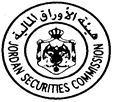 هيئة الأوراق المالية
JORDAN SECURITIES COMMISSION